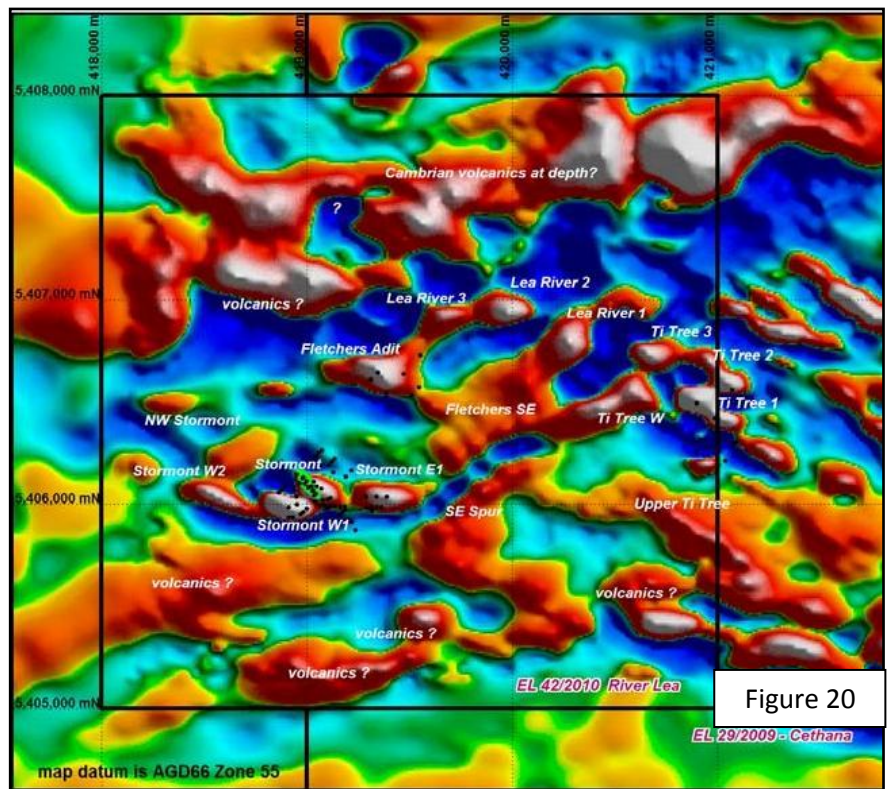 418,000 m
419,000 m
420,000 m
421,000 m
5,408,000 mN
Cambrian volcanics at depth?
?
5,407,000 mN
volcanics ?
Lea River 3
Lea River 2
Lea River 1
Ti Tree 3
Fletchers Adit
Ti Tree 2
NW Stormont
Fletchers SE
Ti Tree W
Ti Tree 1
Stormont W2
Stormont
Stormont E1
5,406,000 mN
Stormont W1
SE Spur
Upper Ti Tree
volcanics ?
volcanics ?
volcanics ?
volcanics ?
5,405,000 mN
EL 42/2010 River Lea
Figure 20
EL 29/2009 - Cethana
map datum is AGD66 Zone 55